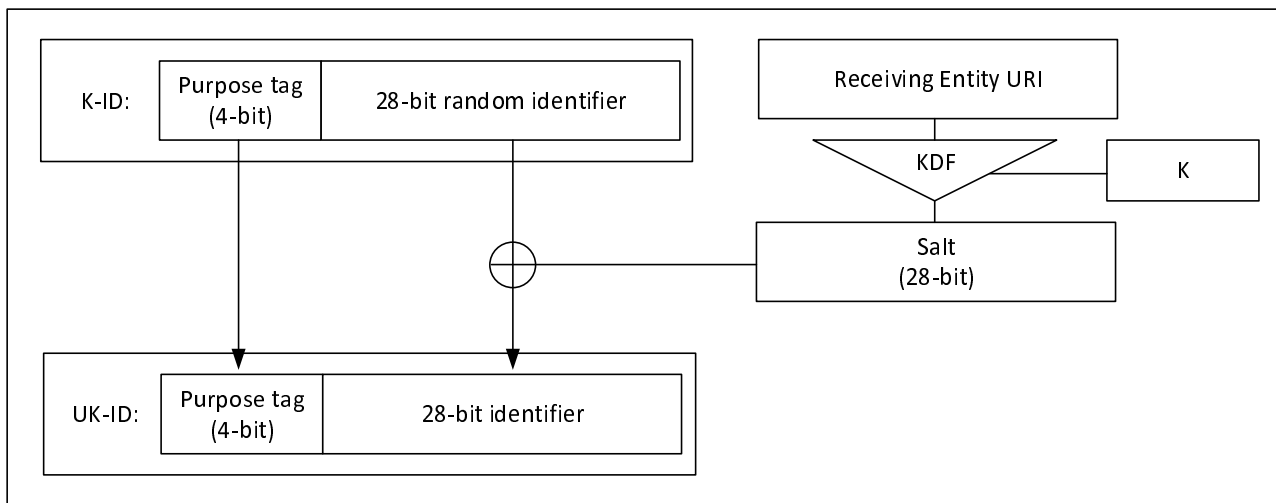 K-ID:
Purpose tag
(4-bit)
28-bit random identifier
Receiving Entity URI
KDF
K
Salt
(28-bit)
UK-ID:
Purpose tag
(4-bit)
28-bit identifier